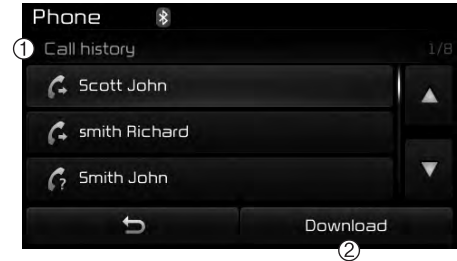 Phone
① Call history 1/8
Scott John
smith Richard
Smith John
Download
②